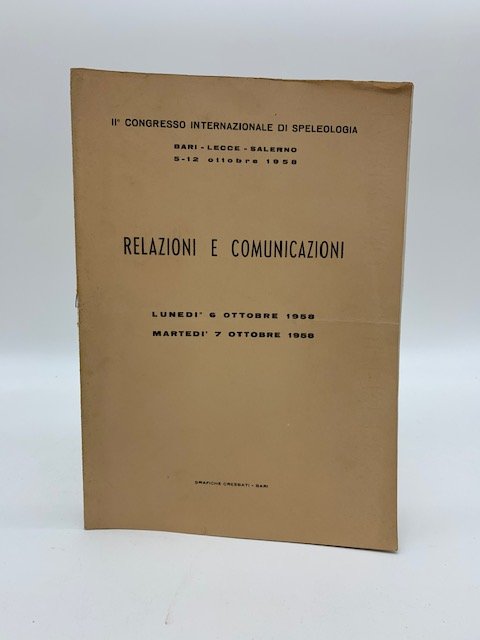 II° CONGRESSO INTERNAZIONALE DI SPELEOLOGIA
BARI - LECCE - SALERNO
5-12 ottobre 1958
RELAZIONI E COMUNICAZIONI
LUNEDI' 6 OTTOBRE 1958
MARTEDI' 7 OTTOBRE 1958
GRAFICHE CRESSATI - BARI